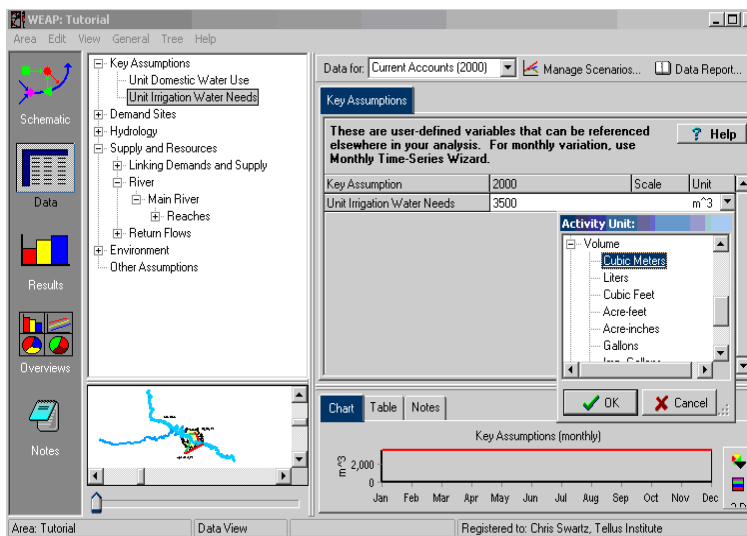 WEAP: Tutorial
Area Edit View General Tree Help
Schematic
Data
Results
Overviews
Notes
Key Assumptions
Unit Domestic Water Use
Unit Irrigation Water Needs
Demand Sites
Hydrology
Supply and Resources
Linking Demands and Supply
River
Main River
Reaches
Return Flows
Environment
Other Assumptions
Data for: Current Accounts (2000) Manage Scenarios... Data Report...
Key Assumptions
These are user-defined variables that can be referenced
elsewhere in your analysis. For monthly variation, use
Monthly Time-Series Wizard.
? Help
Key Assumption 2000 Scale Unit
Unit Irrigation Water Needs 3500 m^3
Activity Unit:
Volume
Cubic Meters
Liters
Cubic Feet
Acre-feet
Acre-inches
Gallons
OK Cancel
Chart Table Notes
Key Assumptions (monthly)
m^3
2,000
0
Jan Feb Mar Apr May Jun Jul Aug Sep Oct Nov Dec
Area: Tutorial Data View Registered to: Chris Swartz, Tellus Institute